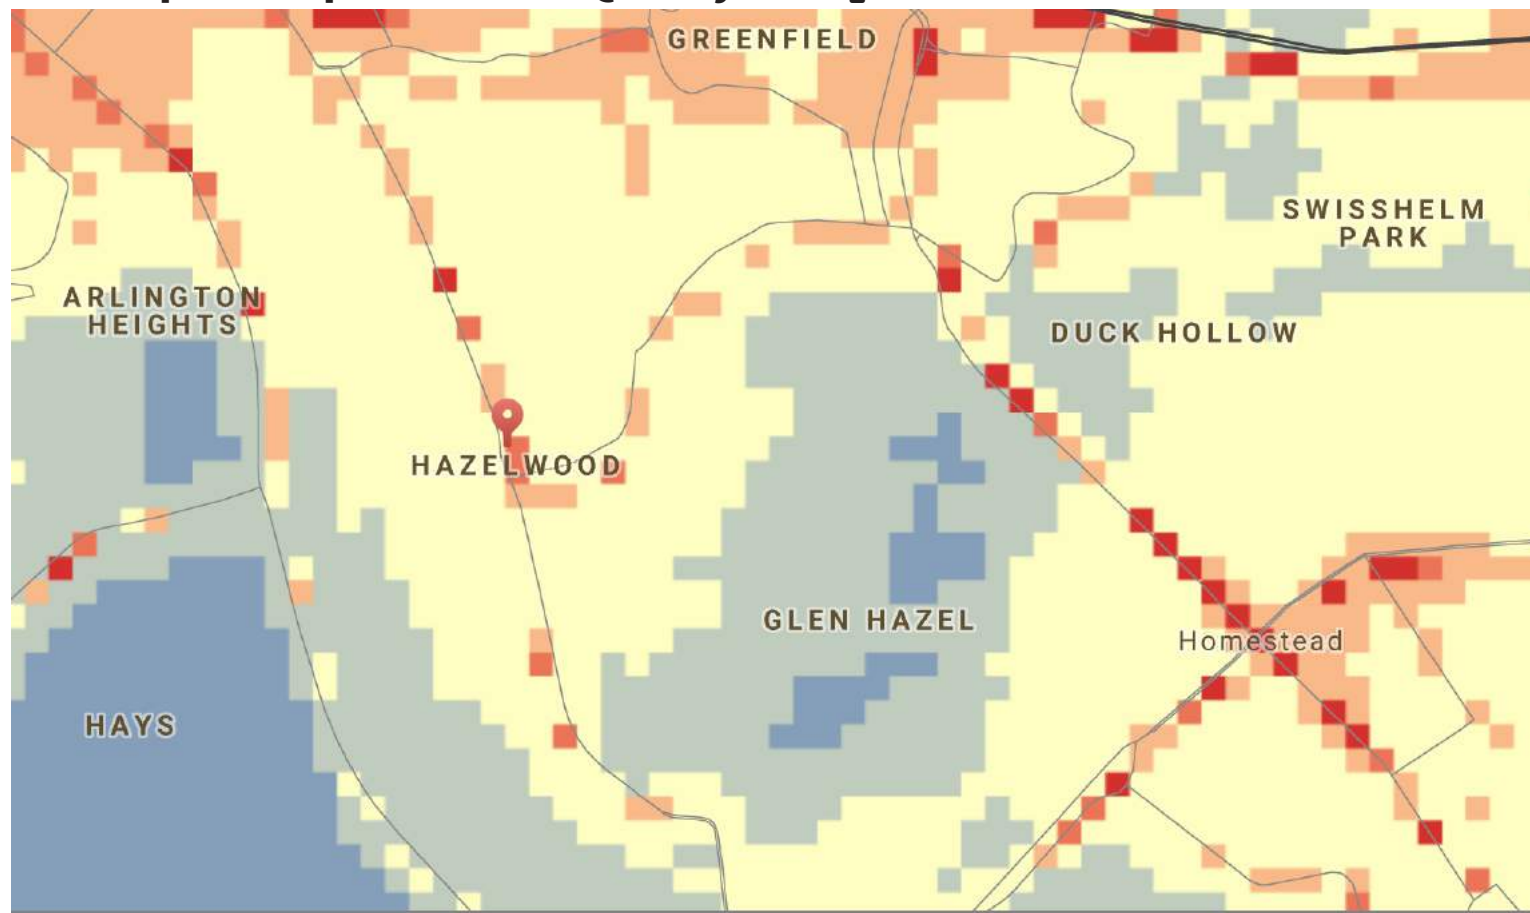 GREENFIELD
SWISSHELM
PARK
ARLINGTON
HEIGHTS
DUCK HOLLOW
HAZELWOOD
GLEN HAZEL
Homestead
HAYS